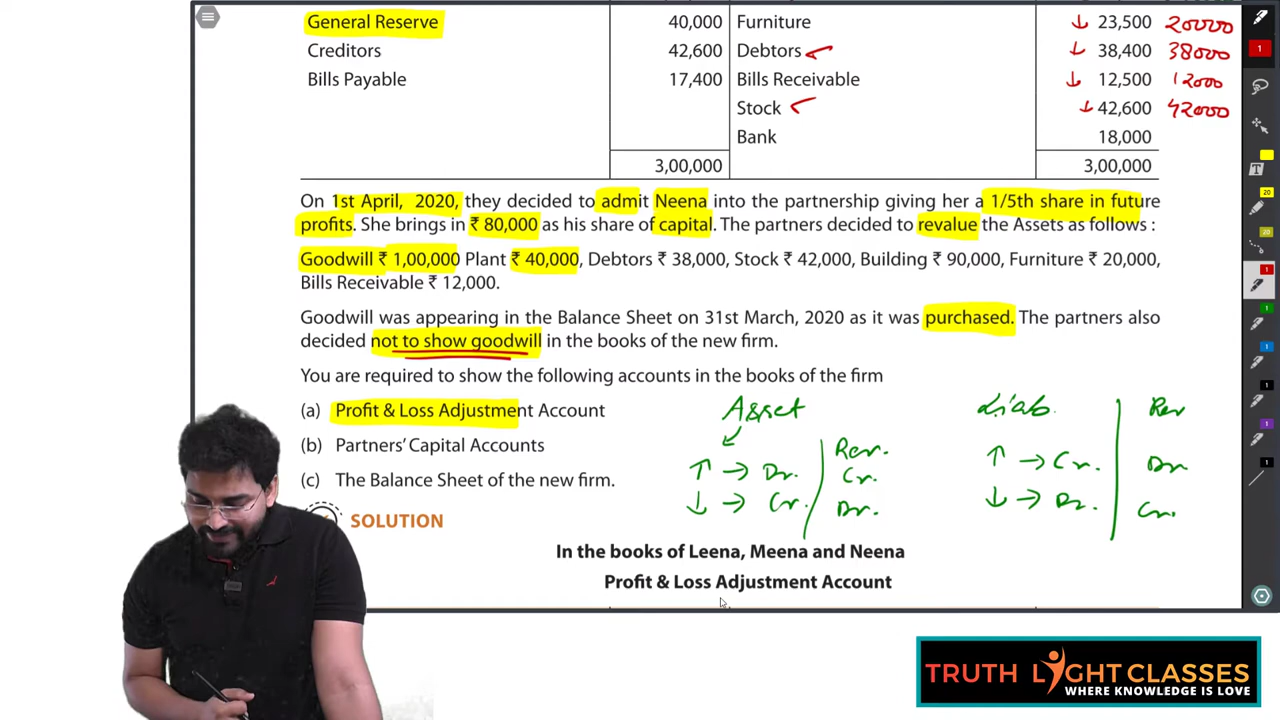 General Reserve 40,000 Furniture ↓ 23,500 20000
Creditors 42,600 Debtors ↓ 38,400 38000
Bills Payable 17,400 Bills Receivable ↓ 12,500 12000
Stock ↓ 42,600 42000
Bank 18,000
3,00,000 3,00,000
On 1st April, 2020, they decided to admit Neena into the partnership giving her a 1/5th share in future
profits. She brings in ₹ 80,000 as his share of capital. The partners decided to revalue the Assets as follows :
Goodwill ₹ 1,00,000 Plant ₹ 40,000, Debtors ₹ 38,000, Stock ₹ 42,000, Building ₹ 90,000, Furniture ₹ 20,000,
Bills Receivable ₹ 12,000.
Goodwill was appearing in the Balance Sheet on 31st March, 2020 as it was purchased. The partners also
decided not to show goodwill in the books of the new firm.
You are required to show the following accounts in the books of the firm
(a) Profit & Loss Adjustment Account
(b) Partners' Capital Accounts
(c) The Balance Sheet of the new firm.
Asset
Rev.
↑ → Dr. Cr.
↓ → Cr. Dr.
Liab. Rev
↑ → Cr. Dr.
↓ → Dr. Cr.
SOLUTION
In the books of Leena, Meena and Neena
Profit & Loss Adjustment Account
TRUTH LIGHT CLASSES
WHERE KNOWLEDGE IS LOVE